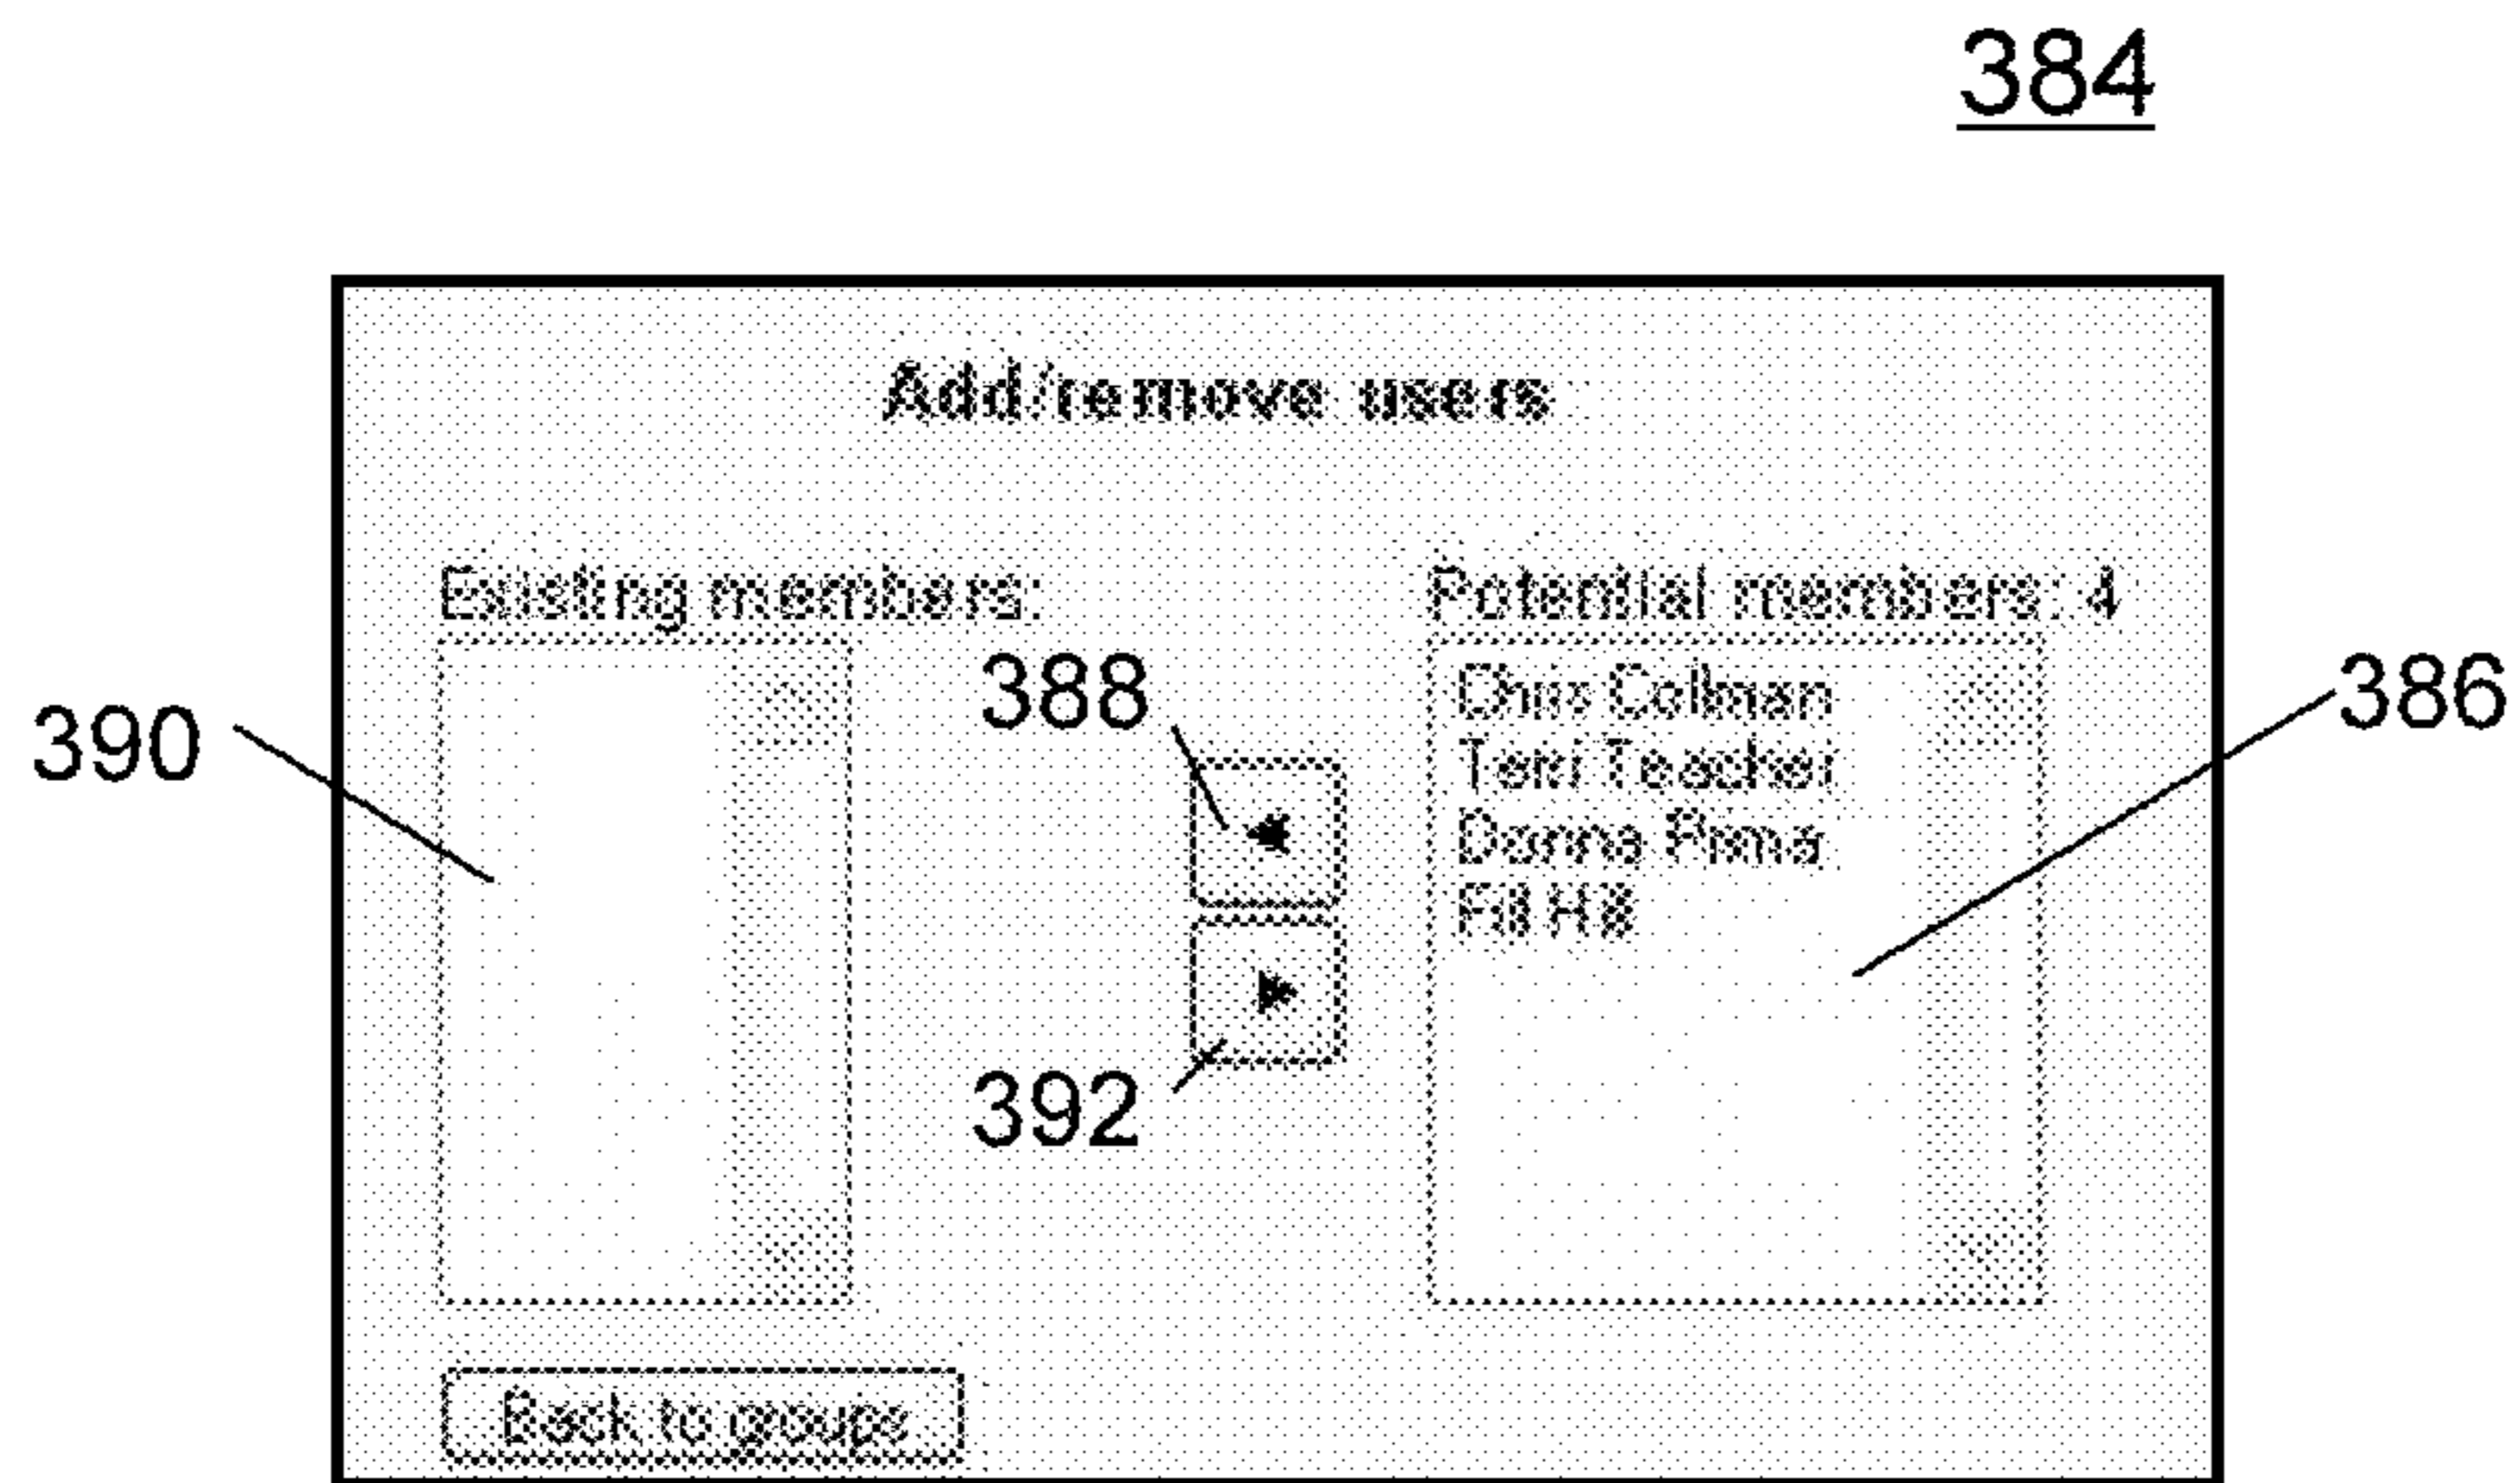 384
Add/remove users
Existing members:
Potential members: 4
390
388
386
Chris Collman
Terri Teacher
Donna Prima
392
Back to groups